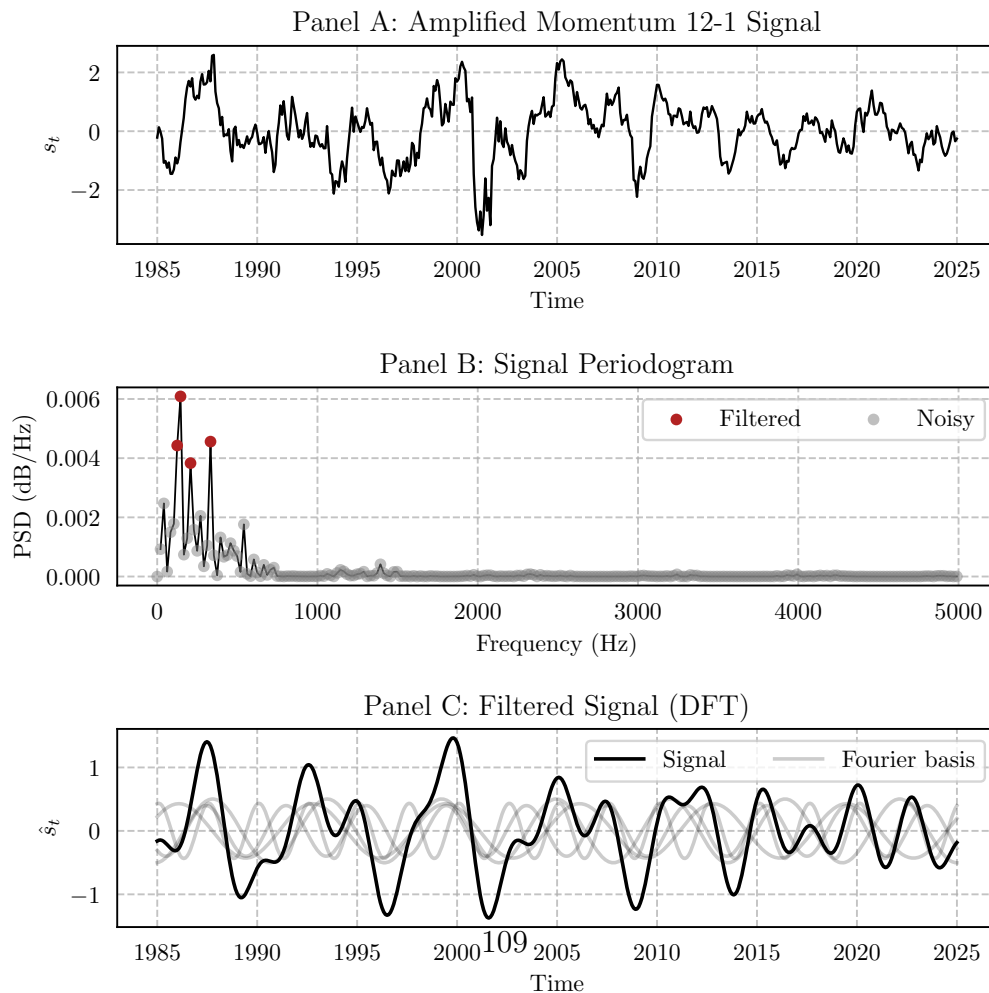 Panel A: Amplified Momentum 12-1 Signal
2
0
−2
s_t
1985 1990 1995 2000 2005 2010 2015 2020 2025
Time
Panel B: Signal Periodogram
0.006
0.004
0.002
0.000
PSD (dB/Hz)
Filtered Noisy
0 1000 2000 3000 4000 5000
Frequency (Hz)
Panel C: Filtered Signal (DFT)
1
0
−1
ŝ_t
Signal Fourier basis
1985 1990 1995 2000 2005 2010 2015 2020 2025
109
Time